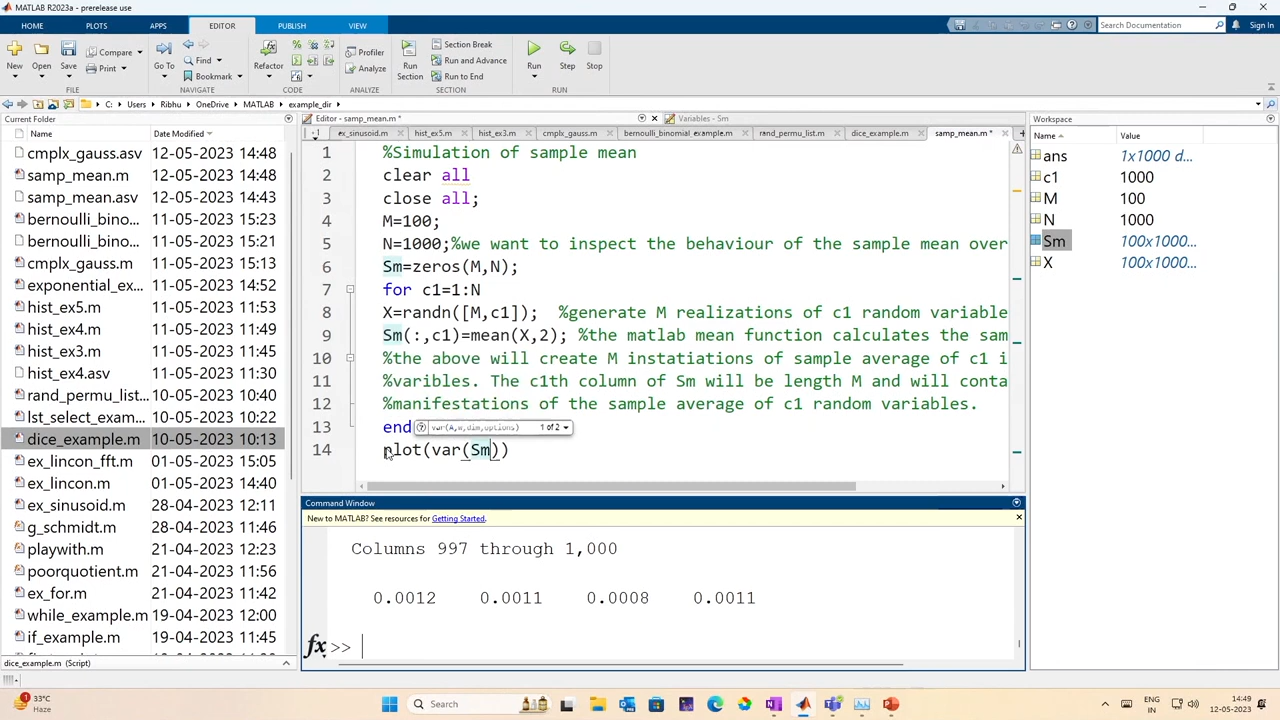 MATLAB R2023a - prerelease use
HOME PLOTS APPS EDITOR PUBLISH VIEW
Search Documentation Sign In
New Open Save Compare Print
Go To Find Bookmark
Refactor
Profiler Analyze
Run Section
Section Break
Run and Advance
Run to End
Run Step Stop
FILE NAVIGATE CODE ANALYZE SECTION RUN
C: Users Ribhu OneDrive MATLAB example_dir
Current Folder
Name Date Modified
cmplx_gauss.asv 12-05-2023 14:48
samp_mean.m 12-05-2023 14:48
samp_mean.asv 12-05-2023 14:43
bernoulli_bino... 11-05-2023 15:23
bernoulli_bino... 11-05-2023 15:21
cmplx_gauss.m 11-05-2023 15:13
exponential_ex... 11-05-2023 14:52
hist_ex5.m 11-05-2023 11:53
hist_ex4.m 11-05-2023 11:49
hist_ex3.m 11-05-2023 11:45
hist_ex4.asv 11-05-2023 11:30
rand_permu_list... 10-05-2023 11:14
lst_select_exam... 10-05-2023 10:22
dice_example.m 10-05-2023 10:13
ex_lincon_fft.m 01-05-2023 15:05
ex_lincon.m 01-05-2023 14:40
ex_sinusoid.m 28-04-2023 12:11
g_schmidt.m 28-04-2023 11:46
playwith.m 21-04-2023 12:23
poorquotient.m 21-04-2023 11:56
ex_for.m 21-04-2023 11:42
while_example.m 19-04-2023 12:00
if_example.m 19-04-2023 11:45
dice_example.m (Script)
Editor - samp_mean.m *
Variables - Sm
ex_sinusoid.m hist_ex5.m hist_ex3.m cmplx_gauss.m bernoulli_binomial_example.m rand_permu_list.m dice_example.m samp_mean.m *
1 %Simulation of sample mean
2 clear all
3 close all;
4 M=100;
5 N=1000;%we want to inspect the behaviour of the sample mean over
6 Sm=zeros(M,N);
7 for c1=1:N
8 X=randn([M,c1]); %generate M realizations of c1 random variable
9 Sm(:,c1)=mean(X,2); %the matlab mean function calculates the sam
10 %the above will create M instatiations of sample average of c1 i
11 %varibles. The c1th column of Sm will be length M and will conta
12 %manifestations of the sample average of c1 random variables.
13 end
var(A,w,dim,options) 1 of 2
14 plot(var(Sm))
Command Window
New to MATLAB? See resources for Getting Started.
Columns 997 through 1,000
0.0012 0.0011 0.0008 0.0011
fx >>
Workspace
Name Value
ans 1x1000 d...
c1 1000
M 100
N 1000
Sm 100x1000...
X 100x1000...
33°C
Haze
Search
ENG
IN
14:49
12-05-2023